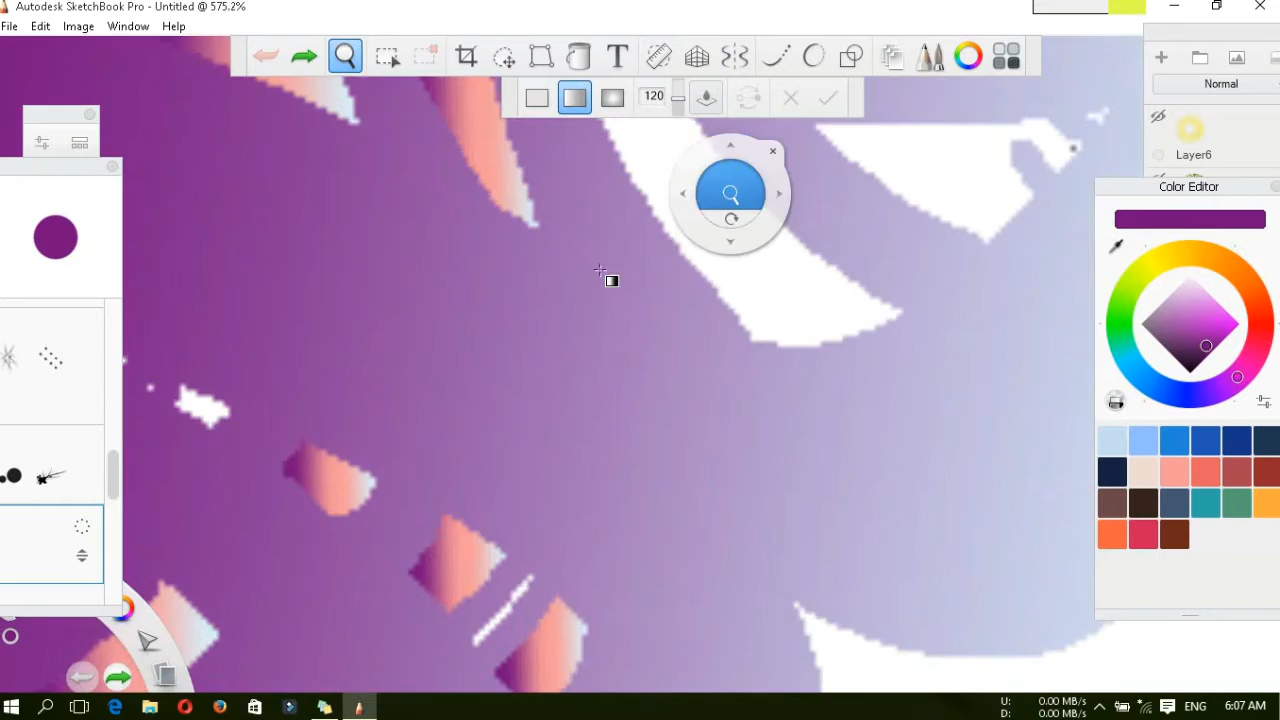 Autodesk SketchBook Pro - Untitled @ 575.2%
File Edit Image Window Help
T
120
Normal
Layer6
Color Editor
U: 0.00 MB/s
D: 0.00 MB/s
ENG
6:07 AM